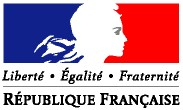 Liberté • Égalité • Fraternité
RÉPUBLIQUE FRANÇAISE